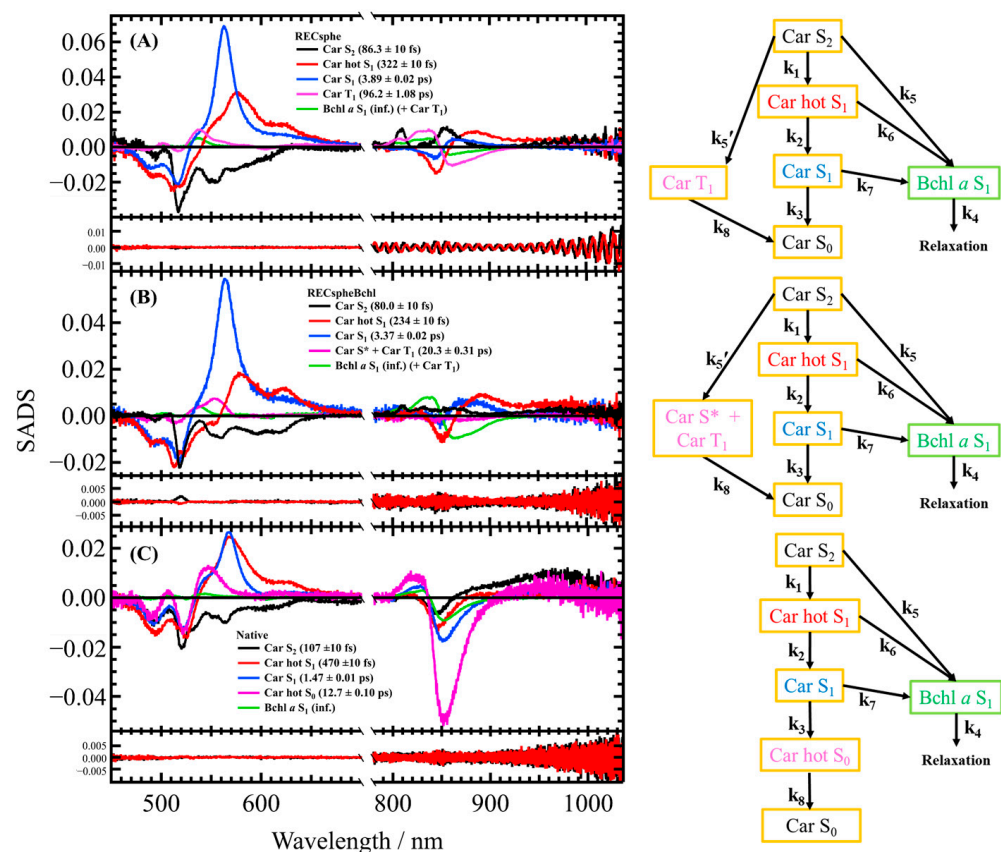 SADS
(A)
RECsphe
Car S2 (86.3 ± 10 fs)
Car hot S1 (322 ± 10 fs)
Car S1 (3.89 ± 0.02 ps)
Car T1 (96.2 ± 1.08 ps)
Bchl a S1 (inf.) (+ Car T1)
0.06
0.04
0.02
0.00
−0.02
0.01
0.00
−0.01
(B)
RECspheBchl
Car S2 (80.0 ± 10 fs)
Car hot S1 (234 ± 10 fs)
Car S1 (3.37 ± 0.02 ps)
Car S* + Car T1 (20.3 ± 0.31 ps)
Bchl a S1 (inf.) (+ Car T1)
0.04
0.02
0.00
−0.02
0.005
0.000
−0.005
(C)
Native
Car S2 (107 ±10 fs)
Car hot S1 (470 ±10 fs)
Car S1 (1.47 ± 0.01 ps)
Car hot S0 (12.7 ± 0.10 ps)
Bchl a S1 (inf.)
0.02
0.00
−0.02
−0.04
0.005
0.000
−0.005
500 600 800 900 1000
Wavelength / nm
Car S2
k1
k5
k5′
Car hot S1
k2
k6
Car T1
Car S1
k7
Bchl a S1
k3
k8
k4
Car S0
Relaxation
Car S2
k1
k5
k5′
Car hot S1
k2
k6
Car S* +
Car T1
Car S1
k7
Bchl a S1
k3
k8
k4
Car S0
Relaxation
Car S2
k1
k5
Car hot S1
k2
k6
Car S1
k7
Bchl a S1
k3
k4
Car hot S0
Relaxation
k8
Car S0